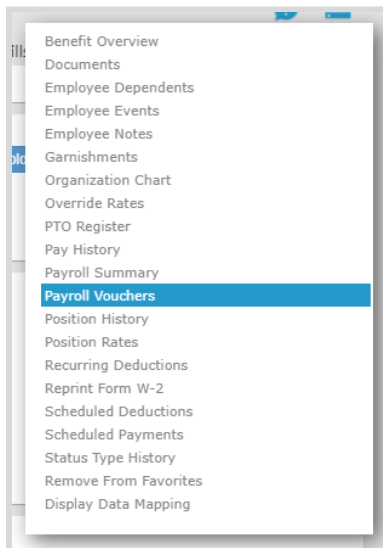 Benefit Overview
Documents
Employee Dependents
Employee Events
Employee Notes
Garnishments
Organization Chart
Override Rates
PTO Register
Pay History
Payroll Summary
Payroll Vouchers
Position History
Position Rates
Recurring Deductions
Reprint Form W-2
Scheduled Deductions
Scheduled Payments
Status Type History
Remove From Favorites
Display Data Mapping